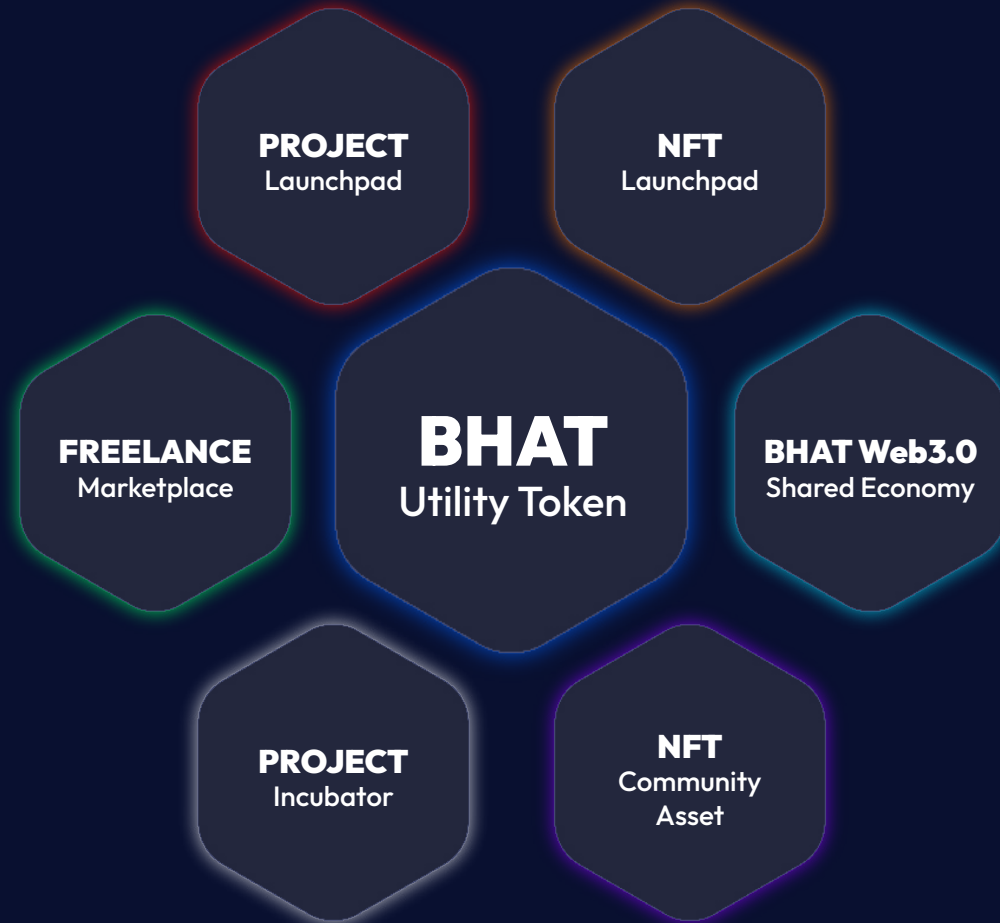 PROJECT
Launchpad
NFT
Launchpad
FREELANCE
Marketplace
BHAT
Utility Token
BHAT Web3.0
Shared Economy
PROJECT
Incubator
NFT
Community
Asset